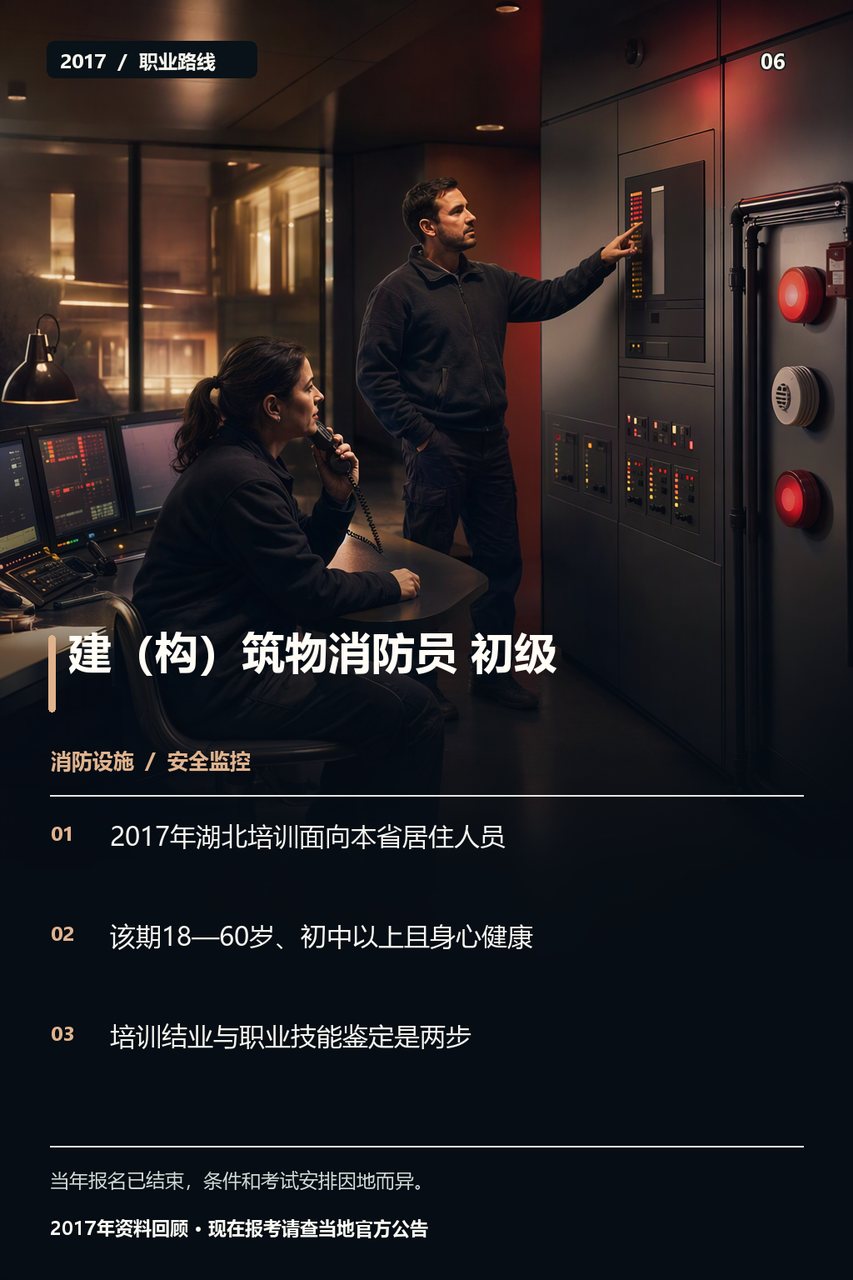 2017 / 职业路线
06
建（构）筑物消防员 初级
消防设施 / 安全监控
01 2017年湖北培训面向本省居住人员
02 该期18—60岁、初中以上且身心健康
03 培训结业与职业技能鉴定是两步
当年报名已结束，条件和考试安排因地而异。
2017年资料回顾 · 现在报考请查当地官方公告